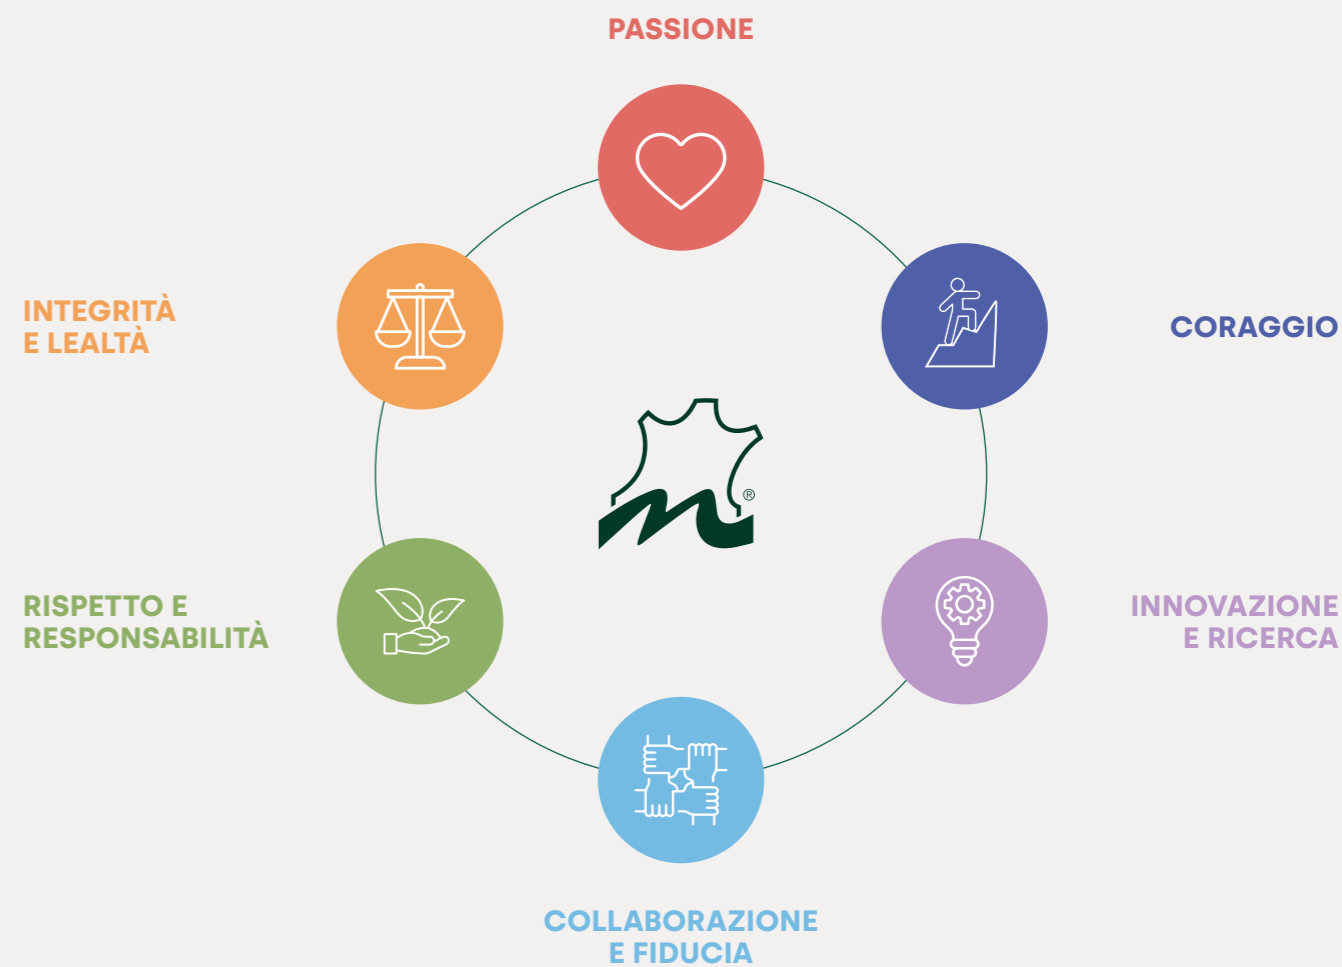 PASSIONE
INTEGRITÀ
E LEALTÀ
CORAGGIO
®
RISPETTO E
RESPONSABILITÀ
INNOVAZIONE
E RICERCA
COLLABORAZIONE
E FIDUCIA